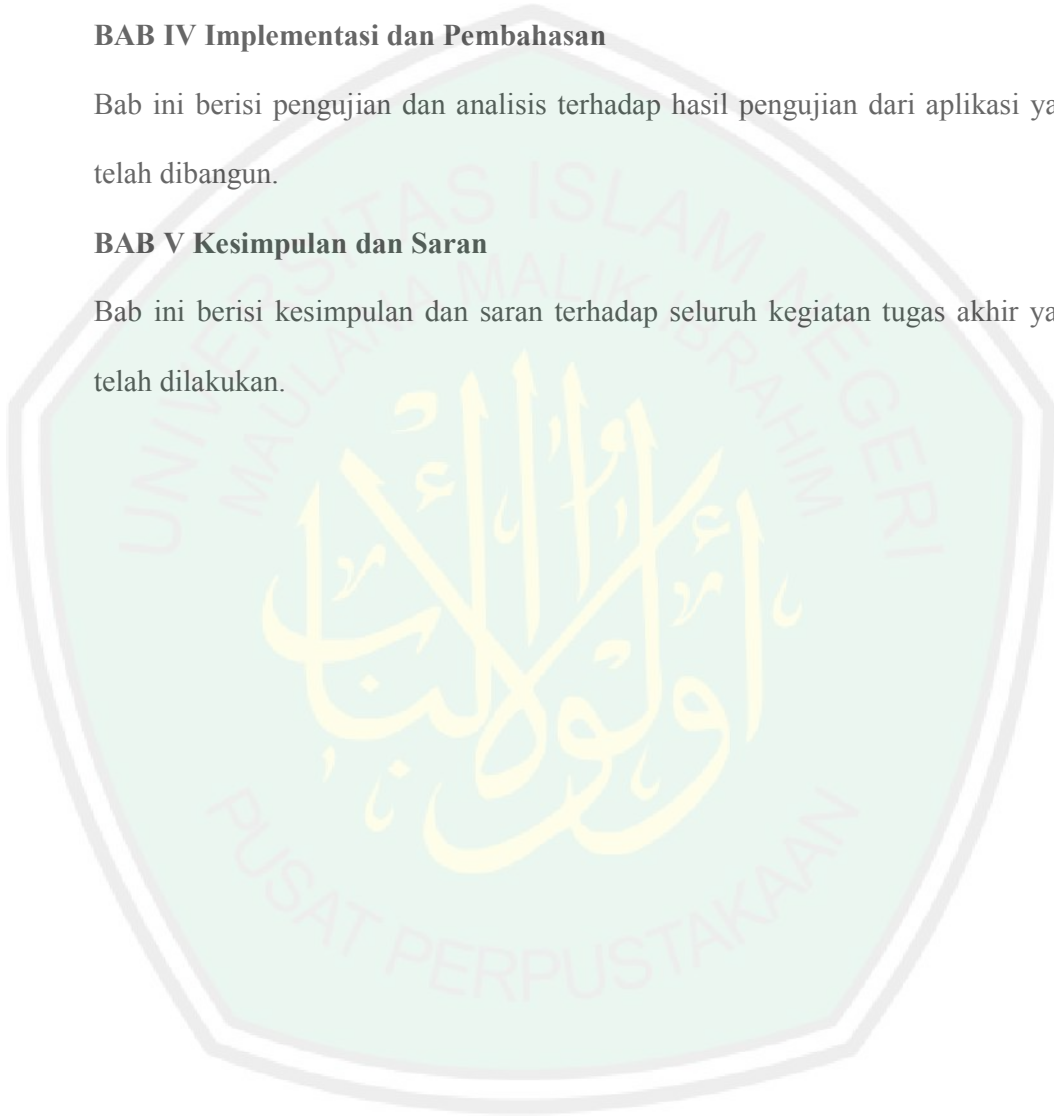 BAB IV Implementasi dan Pembahasan
Bab ini berisi pengujian dan analisis terhadap hasil pengujian dari aplikasi ya
telah dibangun.
BAB V Kesimpulan dan Saran
Bab ini berisi kesimpulan dan saran terhadap seluruh kegiatan tugas akhir ya
telah dilakukan.
UNIVERSITAS ISLAM NEGERI
MAULANA MALIK IBRAHIM
أولوا الألباب
PUSAT PERPUSTAKAAN